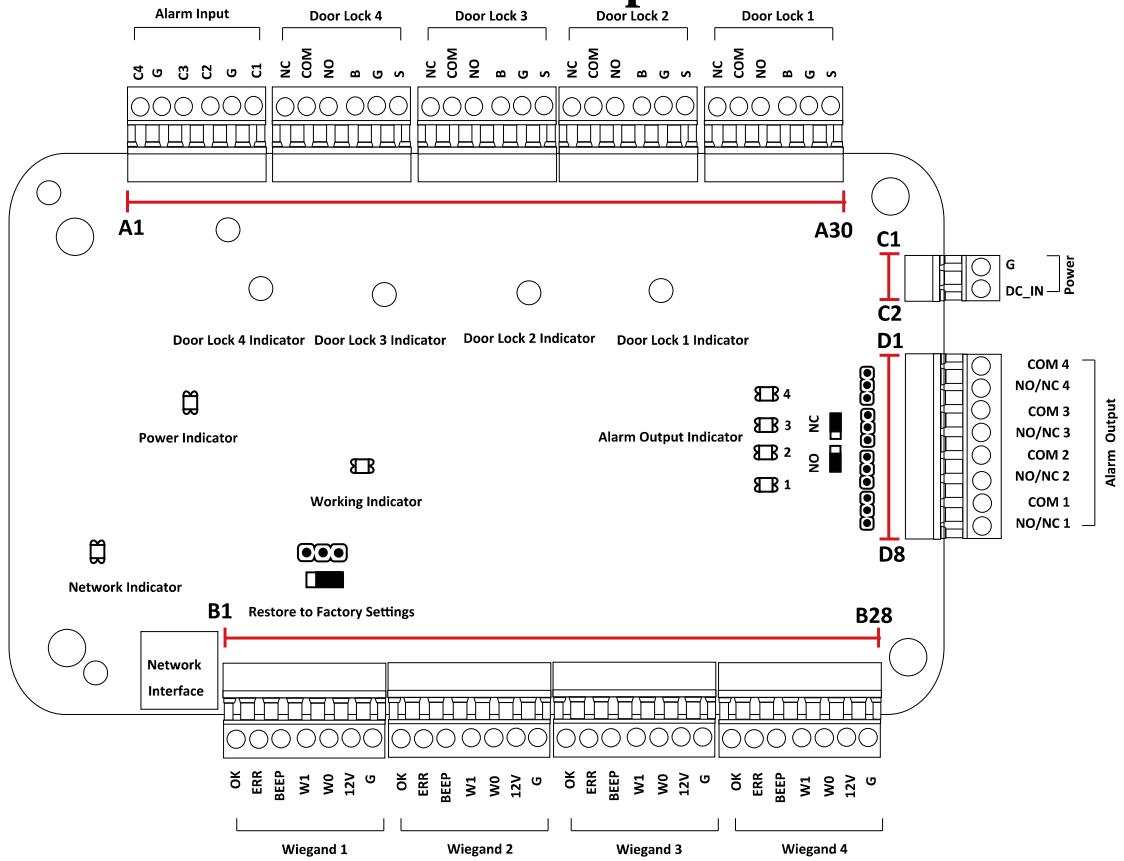 p
Alarm Input
Door Lock 4
Door Lock 3
Door Lock 2
Door Lock 1
C4 G C3 C2 G C1
NC COM NO B G S
NC COM NO B G S
NC COM NO B G S
NC COM NO B G S
A1
A30
C1
G
DC_IN
Power
C2
D1
Door Lock 4 Indicator
Door Lock 3 Indicator
Door Lock 2 Indicator
Door Lock 1 Indicator
COM 4
NO/NC 4
COM 3
NO/NC 3
COM 2
NO/NC 2
COM 1
NO/NC 1
Alarm Output
4
3
2
1
NC
NO
Alarm Output Indicator
Power Indicator
Working Indicator
D8
Network Indicator
Restore to Factory Settings
B1
B28
Network
Interface
OK ERR BEEP W1 W0 12V G
OK ERR BEEP W1 W0 12V G
OK ERR BEEP W1 W0 12V G
OK ERR BEEP W1 W0 12V G
Wiegand 1
Wiegand 2
Wiegand 3
Wiegand 4